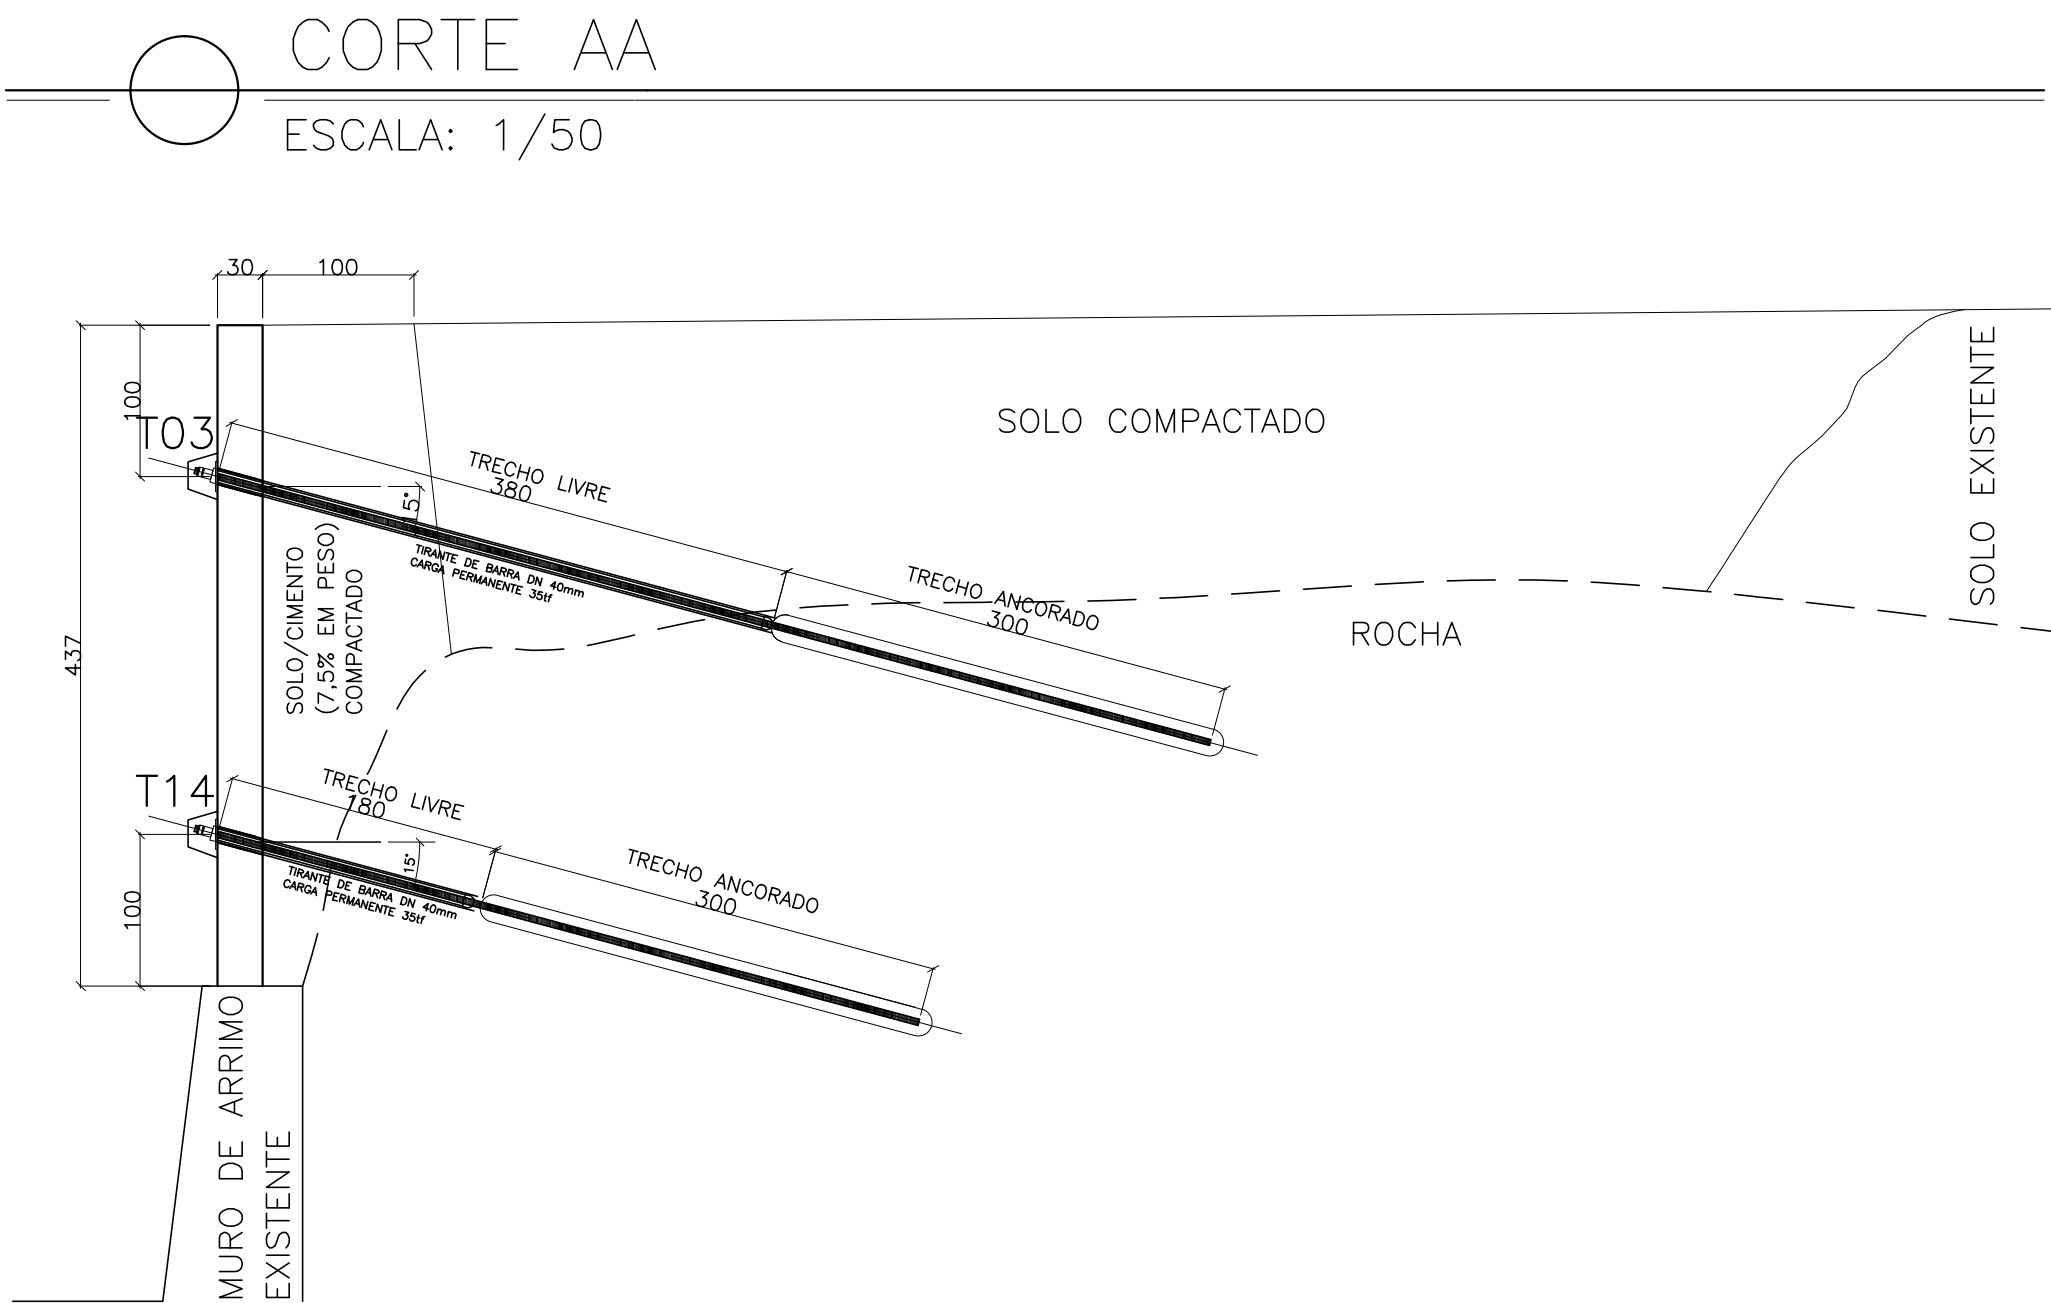 CORTE AA
ESCALA: 1/50
30
100
437
100
T03
TRECHO LIVRE
380
15°
TIRANTE DE BARRA DN 40mm
CARGA PERMANENTE 35tf
TRECHO ANCORADO
300
SOLO COMPACTADO
SOLO EXISTENTE
ROCHA
SOLO/CIMENTO
(7,5% EM PESO)
COMPACTADO
T14
TRECHO LIVRE
180
15°
TIRANTE DE BARRA DN 40mm
CARGA PERMANENTE 35tf
TRECHO ANCORADO
300
100
MURO DE ARRIMO
EXISTENTE